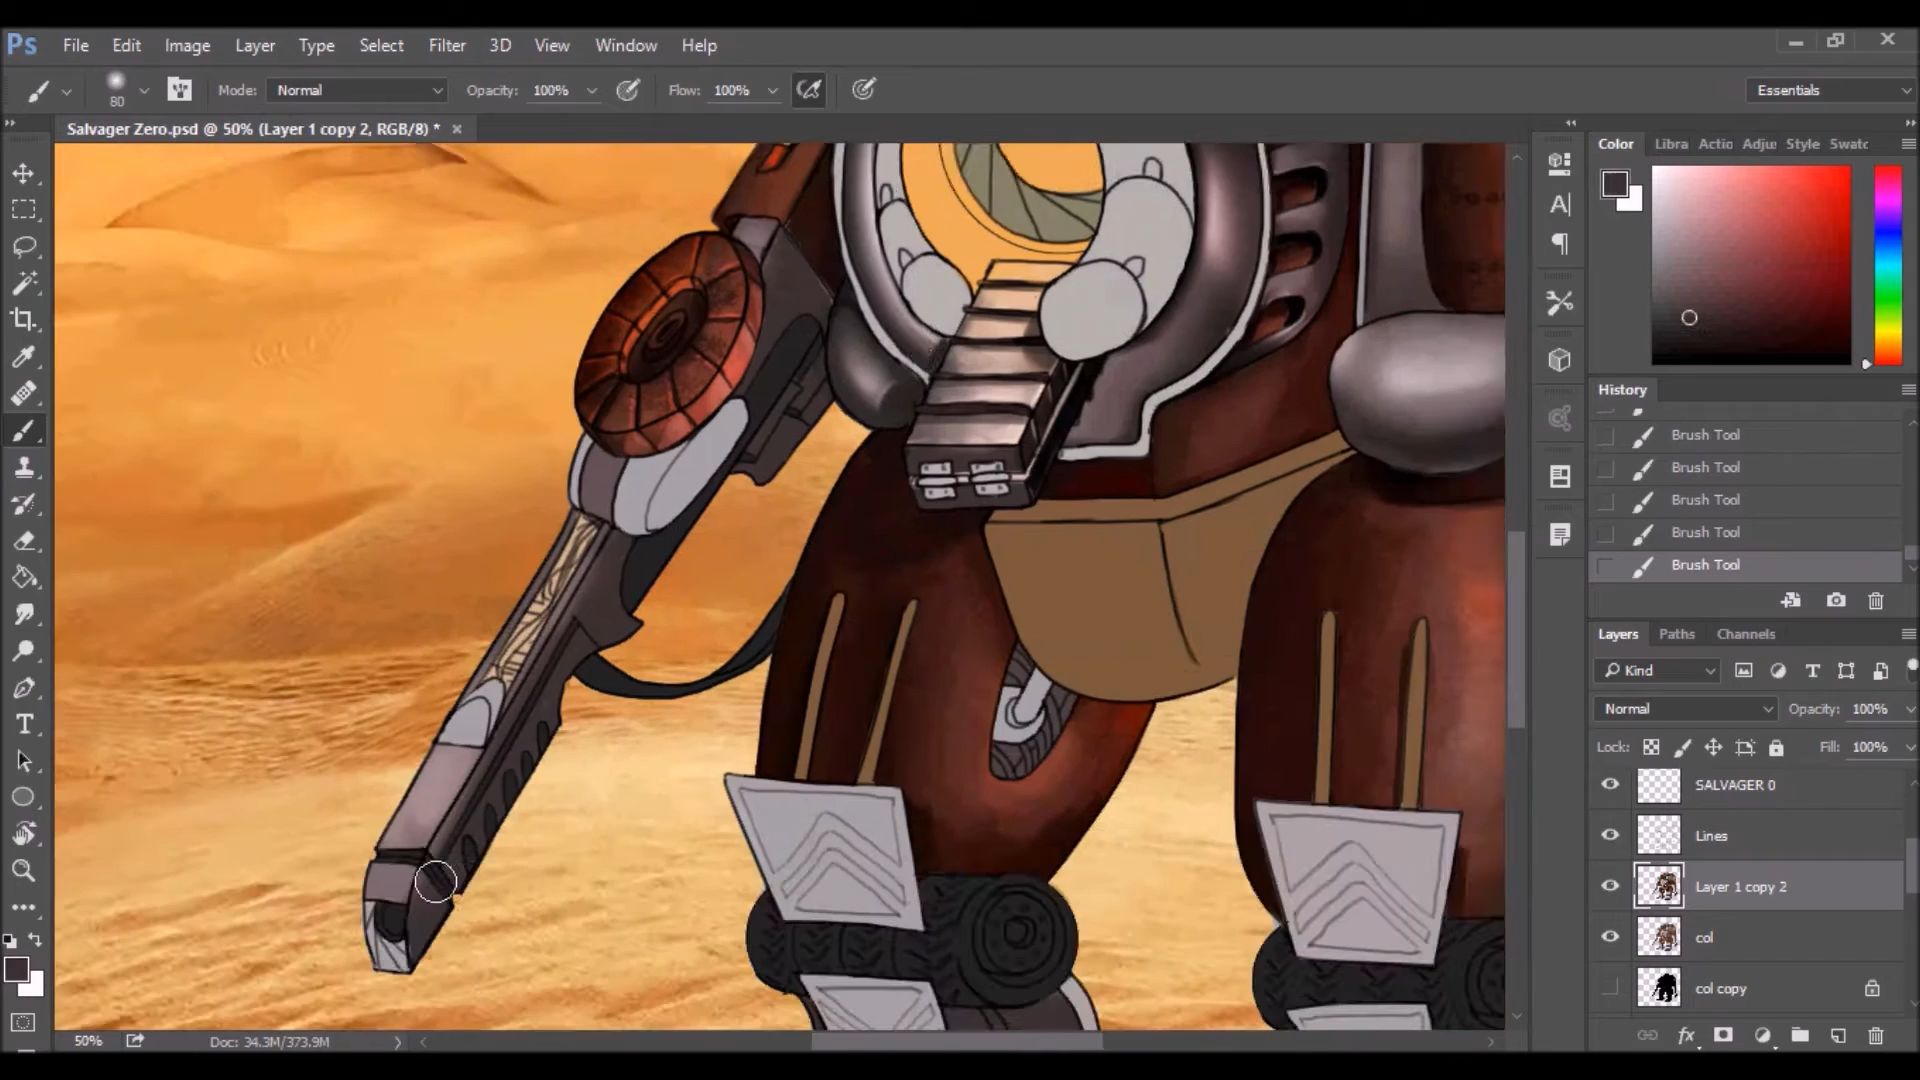 Ps File Edit Image Layer Type Select Filter 3D View Window Help
80 Mode: Normal Opacity: 100% Flow: 100% Essentials
Salvager Zero.psd @ 50% (Layer 1 copy 2, RGB/8) *
Color Libra Actic Adju Style Swatc
History
Brush Tool
Brush Tool
Brush Tool
Brush Tool
Brush Tool
Layers Paths Channels
Kind
Normal Opacity: 100%
Lock: Fill: 100%
SALVAGER 0
Lines
Layer 1 copy 2
col
col copy
50% Doc: 34.3M/373.9M